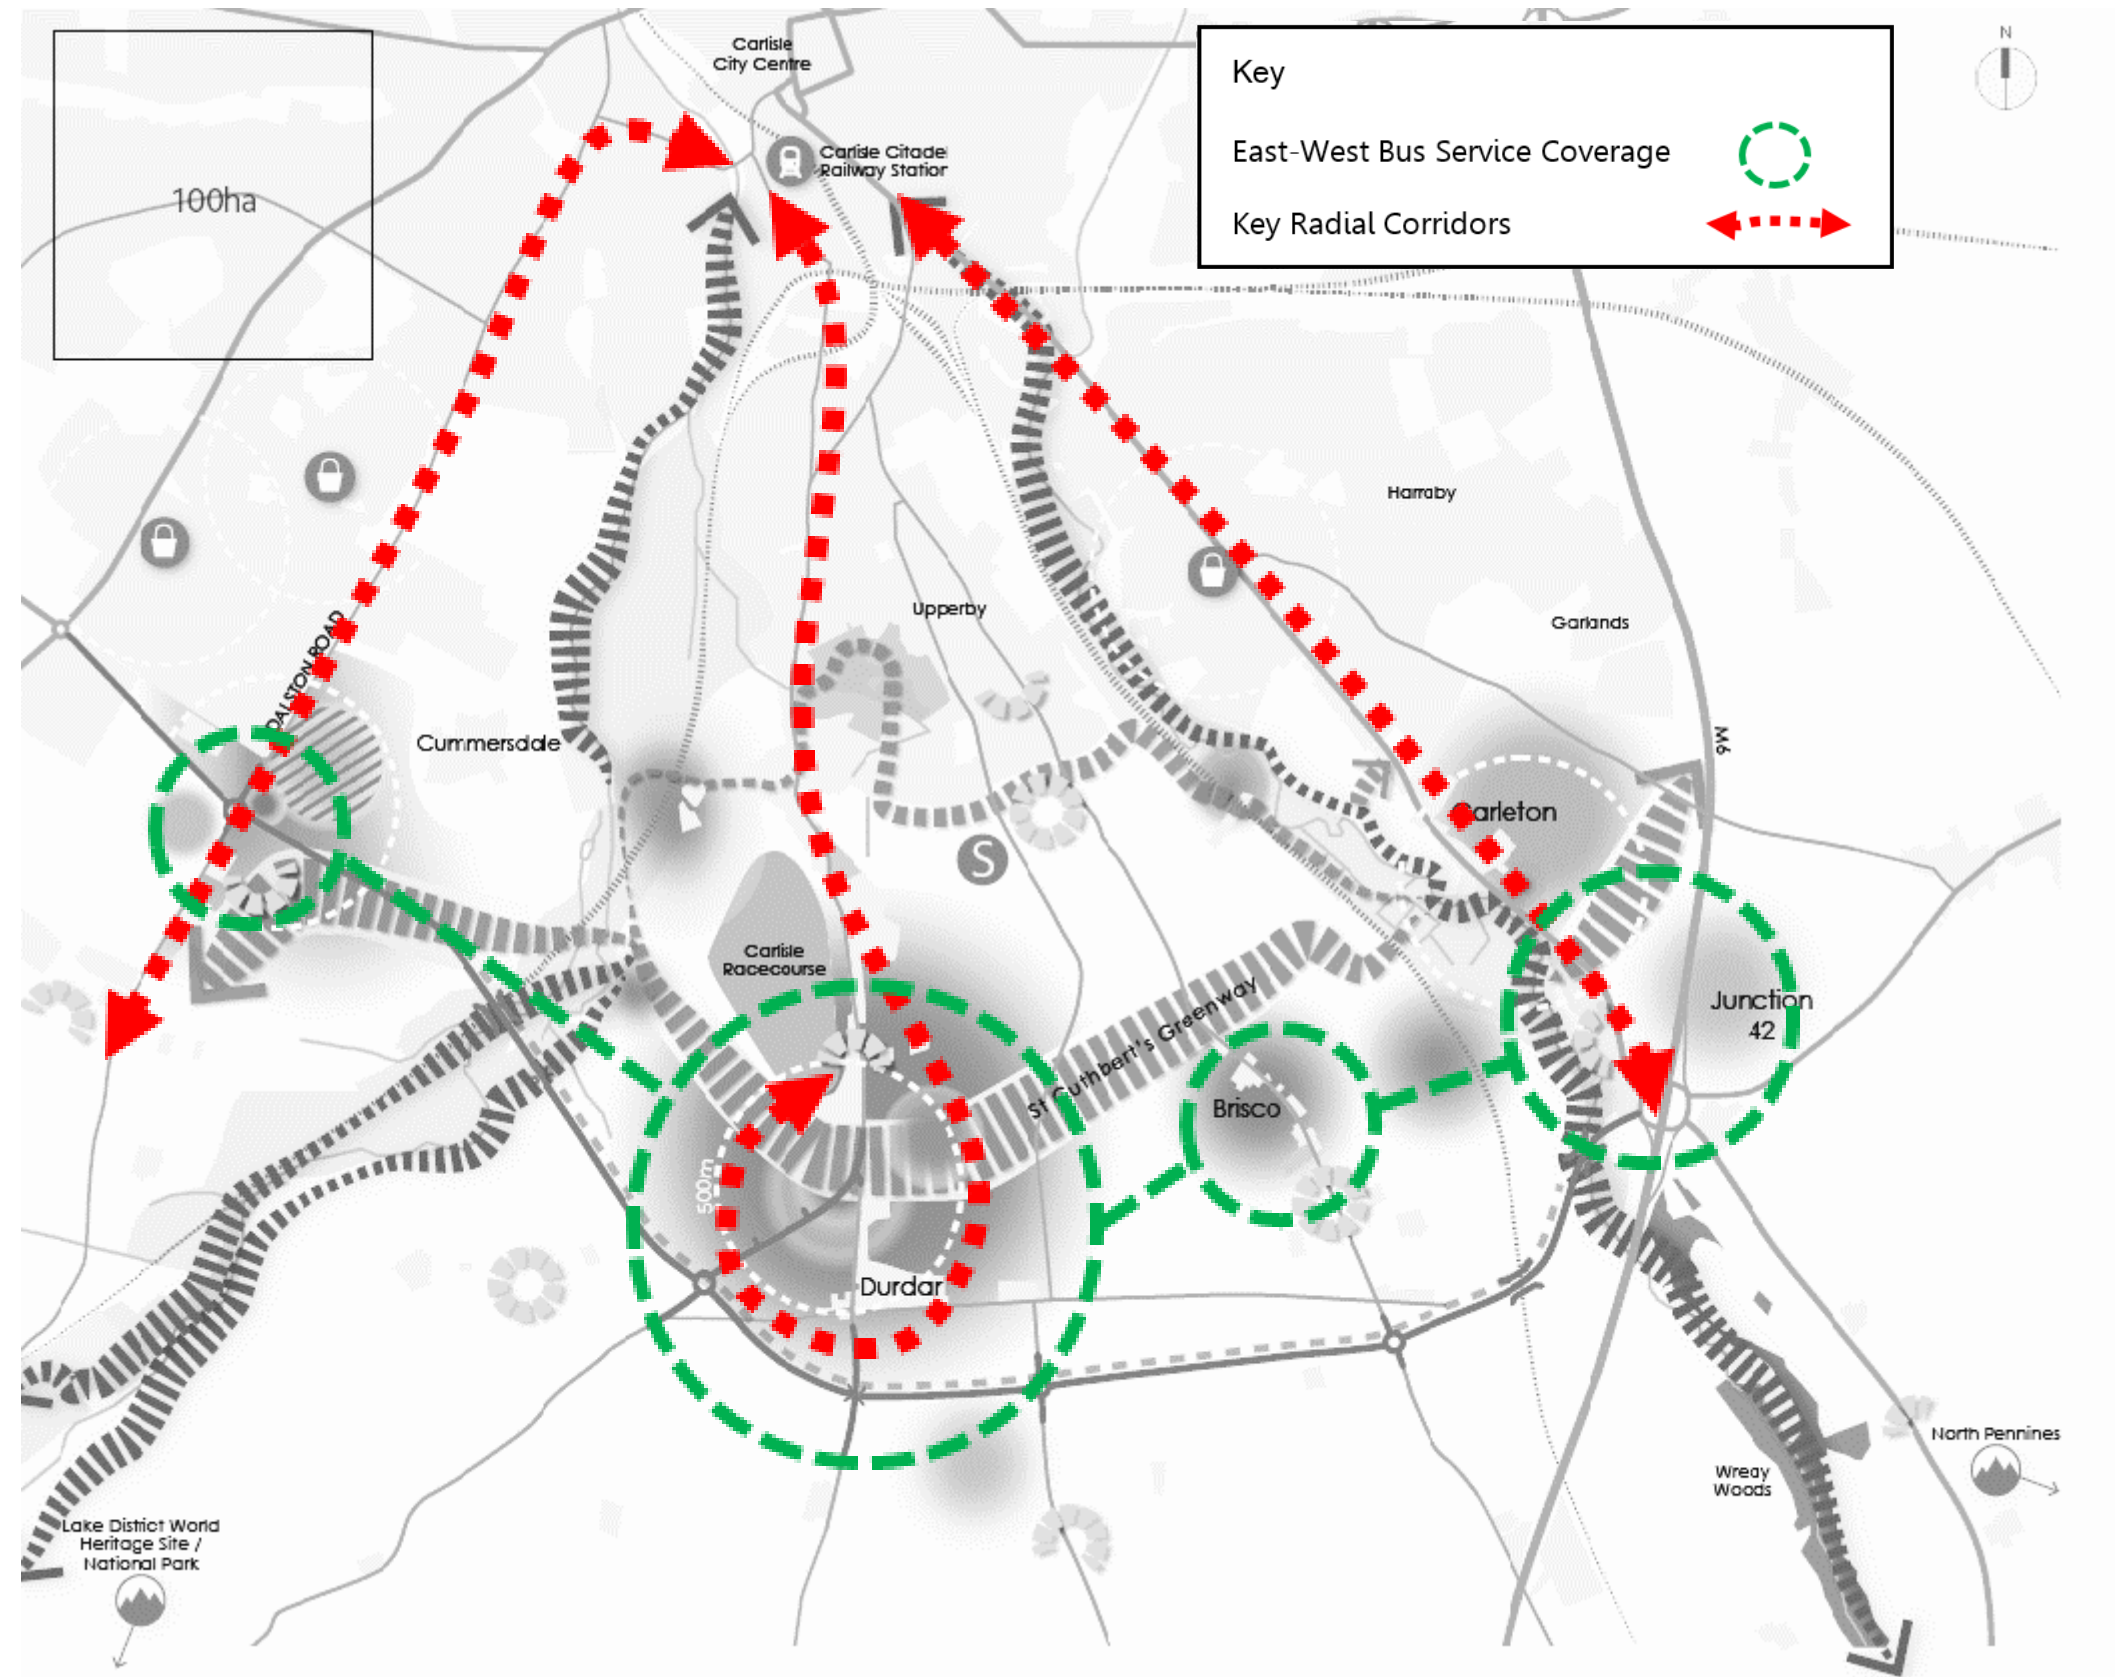 Carlisle
City Centre
N
Key
East-West Bus Service Coverage
Key Radial Corridors
100ha
Carlisle Citadel
Railway Station
Harraby
Upperby
Garlands
DALSTON ROAD
Cummersdale
M6
Carleton
S
Carlisle
Racecourse
St Cuthbert's Greenway
Junction
42
Brisco
500m
Durdar
North Pennines
Wreay
Woods
Lake District World
Heritage Site /
National Park